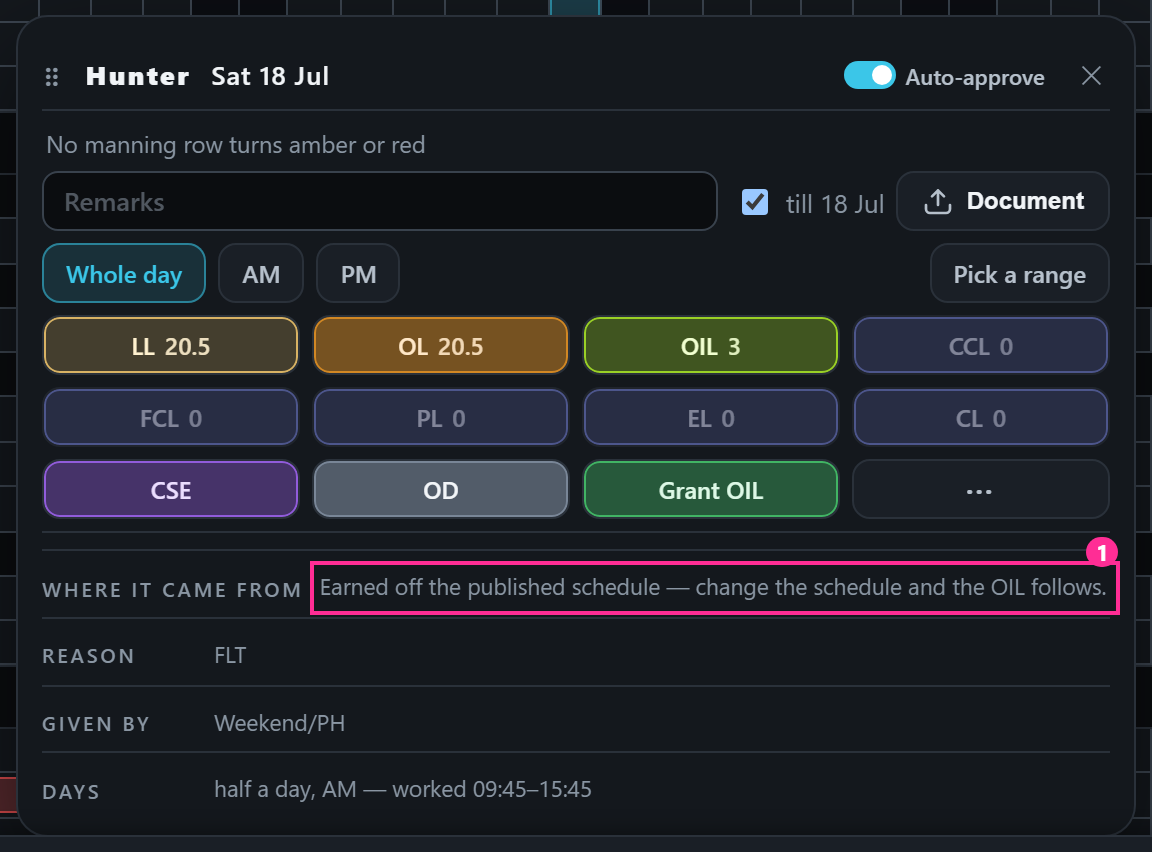 Hunter Sat 18 Jul Auto-approve
No manning row turns amber or red
Remarks till 18 Jul Document
Whole day AM PM Pick a range
LL 20.5 OL 20.5 OIL 3 CCL 0
FCL 0 PL 0 EL 0 CL 0
CSE OD Grant OIL ...
1
WHERE IT CAME FROM Earned off the published schedule — change the schedule and the OIL follows.
REASON FLT
GIVEN BY Weekend/PH
DAYS half a day, AM — worked 09:45–15:45